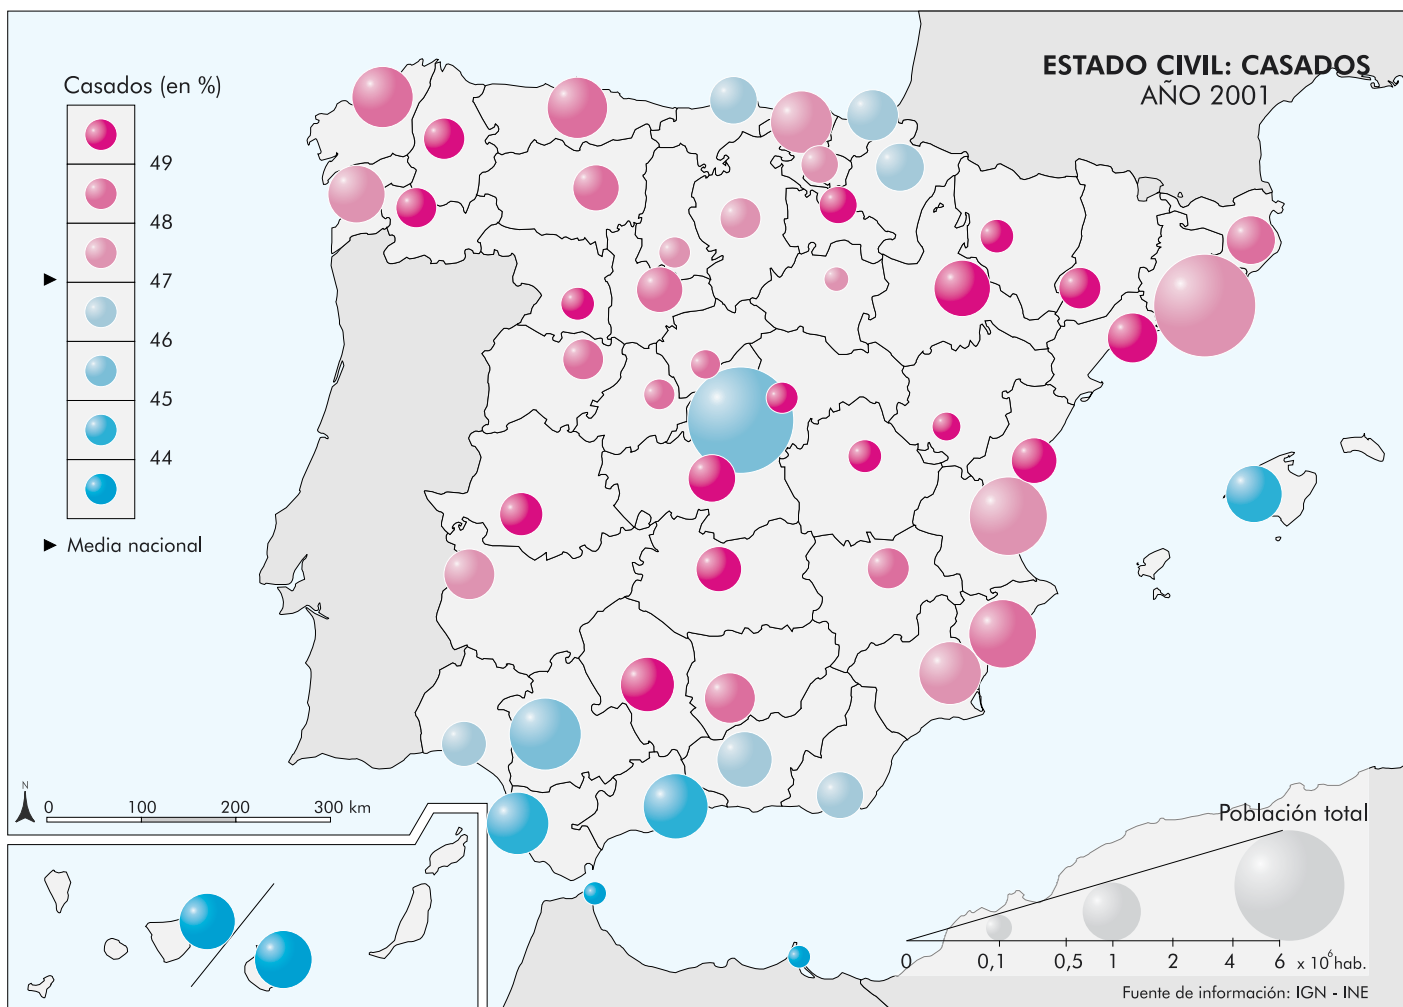 ESTADO CIVIL: CASADOS
AÑO 2001
Casados (en %)
49
48
47
46
45
44
Media nacional
N
0 100 200 300 km
Población total
0 0,1 0,5 1 2 4 6 x 10⁶ hab.
Fuente de información: IGN - INE